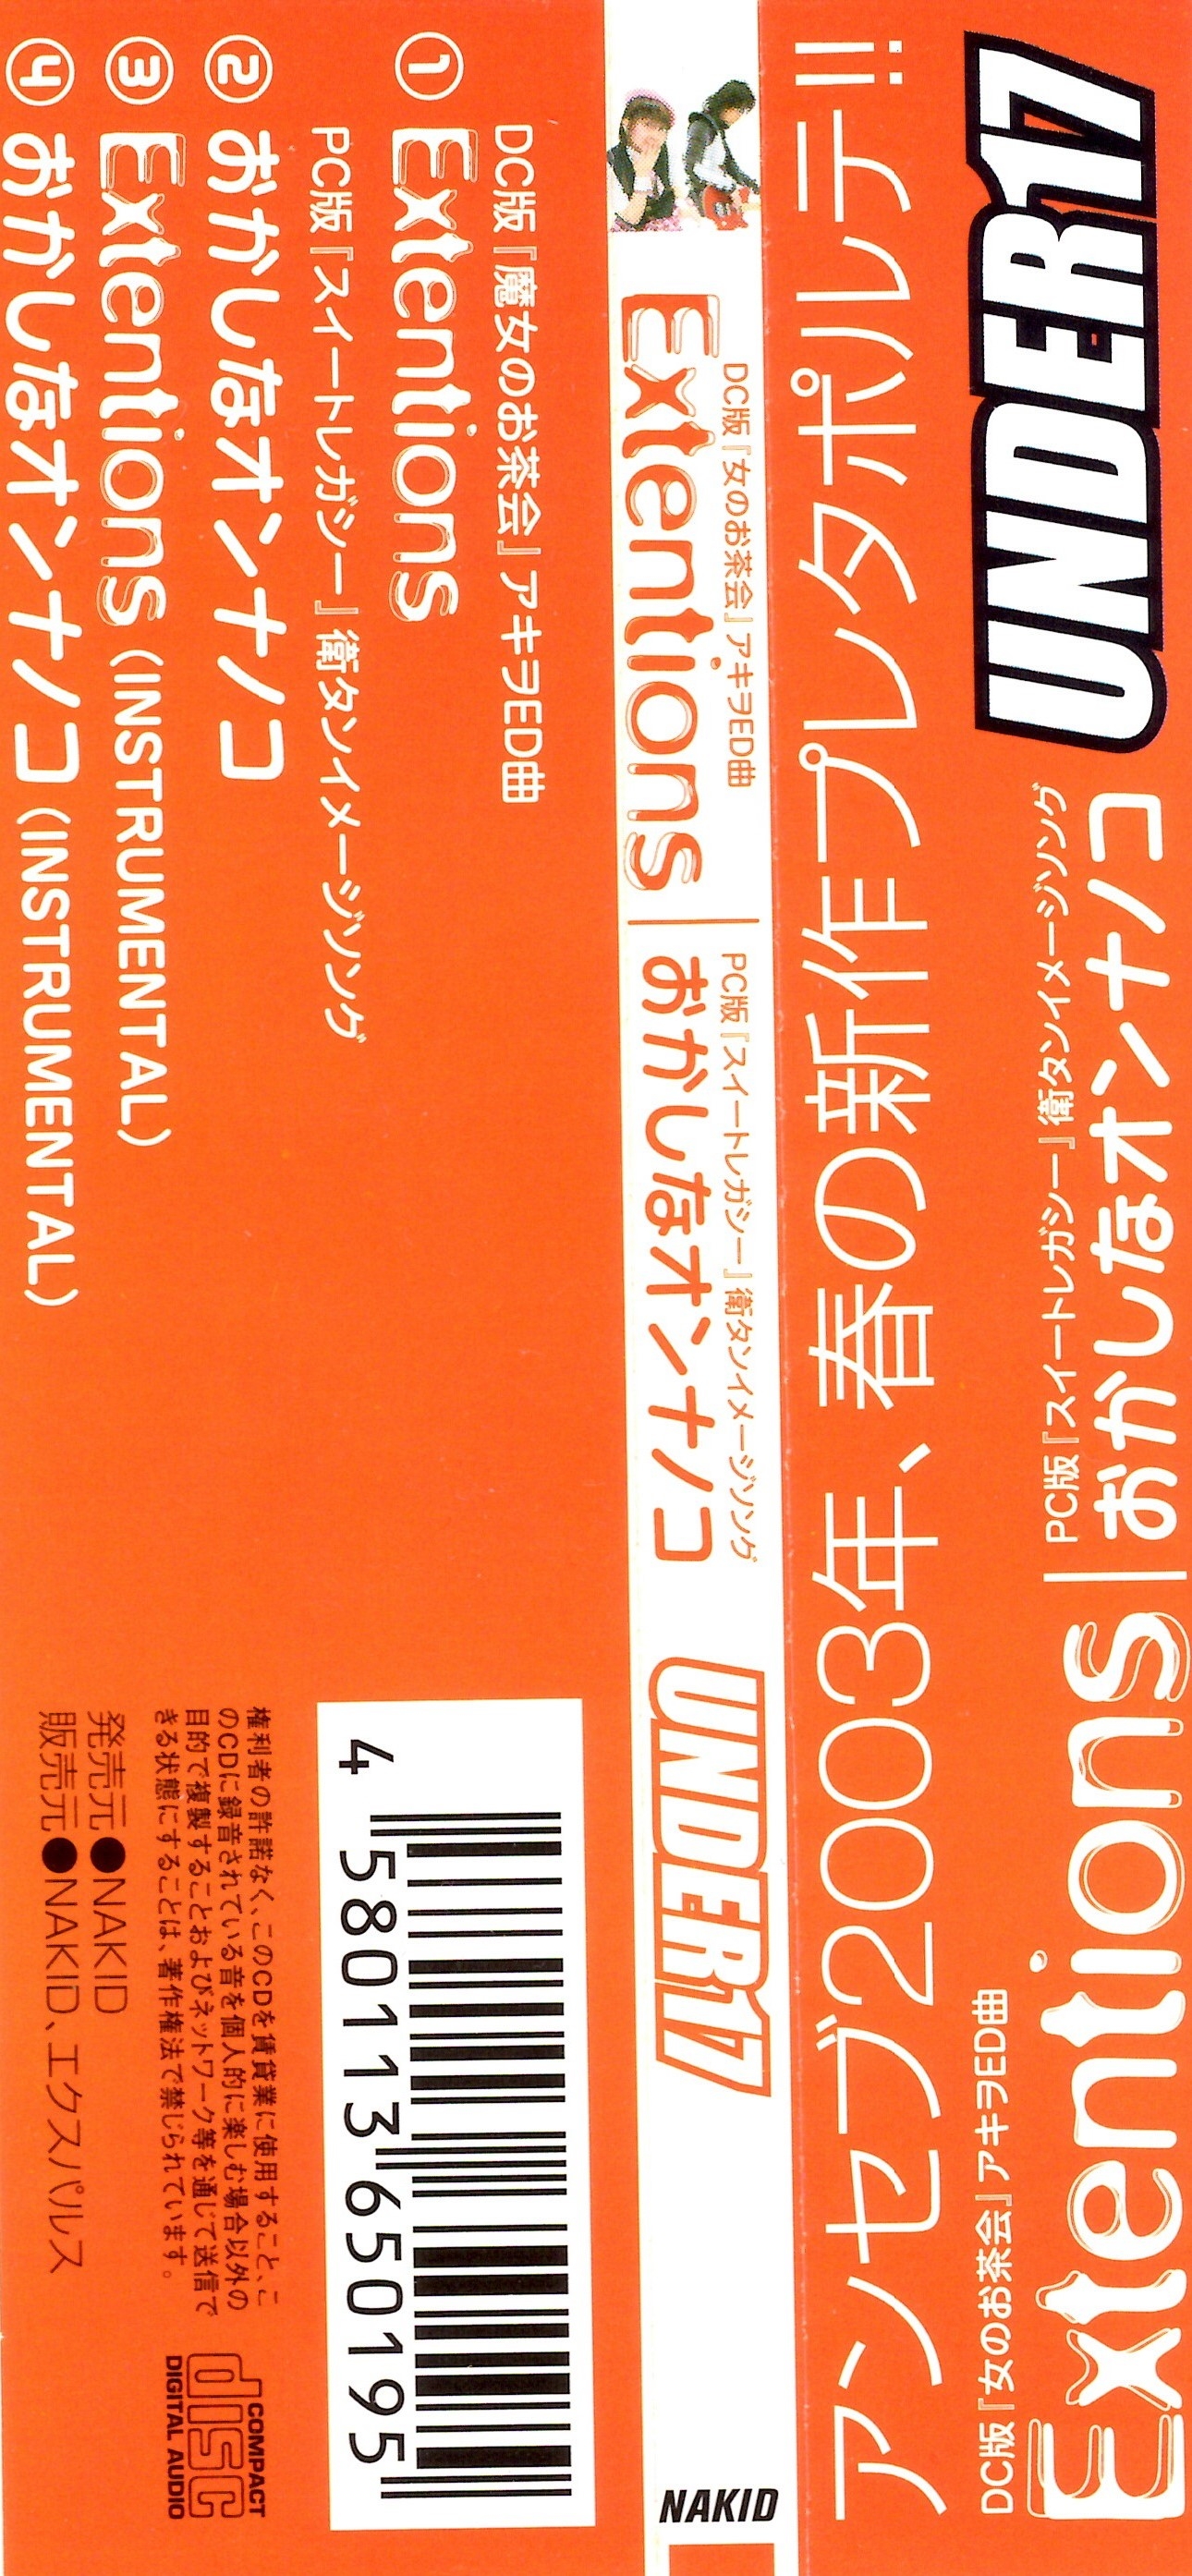 UNDER17
DC版『女のお茶会』アキヲED曲
Extentions
PC版『スイートレガシー』衛タンイメージソング
おかしなオンナノコ
アンセブ2003年、春の新作プレタポルテ!!
DC版『女のお茶会』アキヲED曲
Extentions
PC版『スイートレガシー』衛タンイメージソング
おかしなオンナノコ
UNDER17
NAKID
DC版『魔女のお茶会』アキヲED曲
① Extentions
PC版『スイートレガシー』衛タンイメージソング
② おかしなオンナノコ
③ Extentions (INSTRUMENTAL)
④ おかしなオンナノコ (INSTRUMENTAL)
4 580113 650195
権利者の許諾なく、このCDを賃貸業に使用すること、こ
のCDに録音されている音を個人的に楽しむ場合以外の
目的で複製することおよびネットワーク等を通じて送信で
きる状態にすることは、著作権法で禁じられています。
発売元●NAKID
販売元●NAKID、エクスパルス
COMPACT
disc
DIGITAL AUDIO